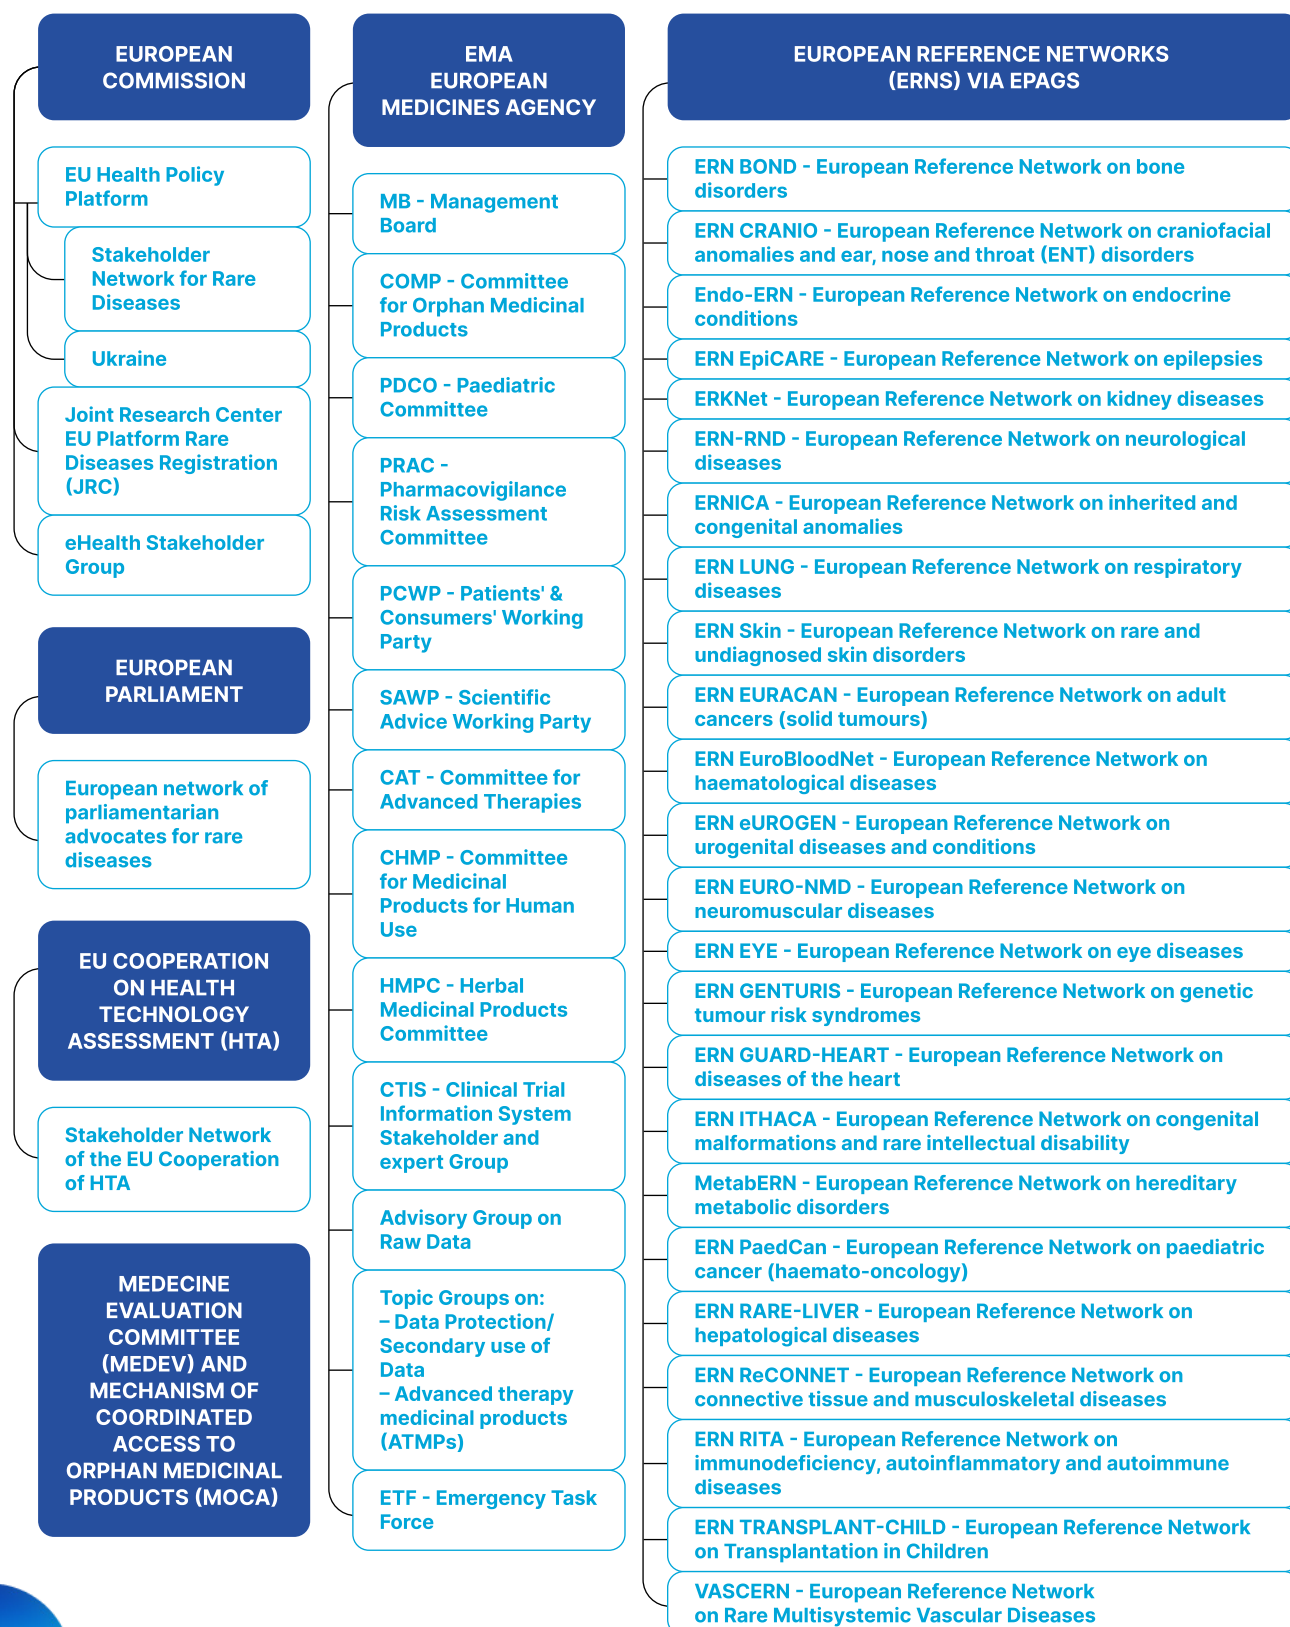 EUROPEAN
COMMISSION
EU Health Policy
Platform
Stakeholder
Network for Rare
Diseases
Ukraine
Joint Research Center
EU Platform Rare
Diseases Registration
(JRC)
eHealth Stakeholder
Group
EUROPEAN
PARLIAMENT
European network of
parliamentarian
advocates for rare
diseases
EU COOPERATION
ON HEALTH
TECHNOLOGY
ASSESSMENT (HTA)
Stakeholder Network
of the EU Cooperation
of HTA
MEDECINE
EVALUATION
COMMITTEE
(MEDEV) AND
MECHANISM OF
COORDINATED
ACCESS TO
ORPHAN MEDICINAL
PRODUCTS (MOCA)
EMA
EUROPEAN
MEDICINES AGENCY
MB - Management
Board
COMP - Committee
for Orphan Medicinal
Products
PDCO - Paediatric
Committee
PRAC -
Pharmacovigilance
Risk Assessment
Committee
PCWP - Patients' &
Consumers' Working
Party
SAWP - Scientific
Advice Working Party
CAT - Committee for
Advanced Therapies
CHMP - Committee
for Medicinal
Products for Human
Use
HMPC - Herbal
Medicinal Products
Committee
CTIS - Clinical Trial
Information System
Stakeholder and
expert Group
Advisory Group on
Raw Data
Topic Groups on:
– Data Protection/
Secondary use of
Data
– Advanced therapy
medicinal products
(ATMPs)
ETF - Emergency Task
Force
EUROPEAN REFERENCE NETWORKS
(ERNS) VIA EPAGS
ERN BOND - European Reference Network on bone
disorders
ERN CRANIO - European Reference Network on craniofacial
anomalies and ear, nose and throat (ENT) disorders
Endo-ERN - European Reference Network on endocrine
conditions
ERN EpiCARE - European Reference Network on epilepsies
ERKNet - European Reference Network on kidney diseases
ERN-RND - European Reference Network on neurological
diseases
ERNICA - European Reference Network on inherited and
congenital anomalies
ERN LUNG - European Reference Network on respiratory
diseases
ERN Skin - European Reference Network on rare and
undiagnosed skin disorders
ERN EURACAN - European Reference Network on adult
cancers (solid tumours)
ERN EuroBloodNet - European Reference Network on
haematological diseases
ERN eUROGEN - European Reference Network on
urogenital diseases and conditions
ERN EURO-NMD - European Reference Network on
neuromuscular diseases
ERN EYE - European Reference Network on eye diseases
ERN GENTURIS - European Reference Network on genetic
tumour risk syndromes
ERN GUARD-HEART - European Reference Network on
diseases of the heart
ERN ITHACA - European Reference Network on congenital
malformations and rare intellectual disability
MetabERN - European Reference Network on hereditary
metabolic disorders
ERN PaedCan - European Reference Network on paediatric
cancer (haemato-oncology)
ERN RARE-LIVER - European Reference Network on
hepatological diseases
ERN ReCONNET - European Reference Network on
connective tissue and musculoskeletal diseases
ERN RITA - European Reference Network on
immunodeficiency, autoinflammatory and autoimmune
diseases
ERN TRANSPLANT-CHILD - European Reference Network
on Transplantation in Children
VASCERN - European Reference Network
on Rare Multisystemic Vascular Diseases